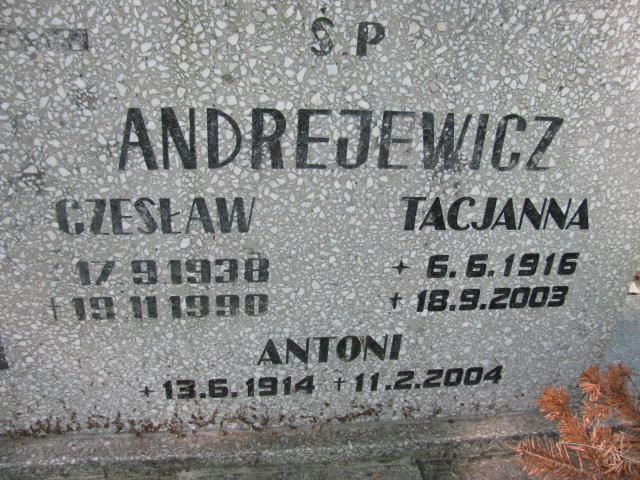 Ś.P
ANDREJEWICZ
CZESŁAW
17.9.1938
† 19.11.1990
TACJANNA
+ 6.6.1916
+ 18.9.2003
ANTONI
+ 13.6.1914 † 11.2.2004